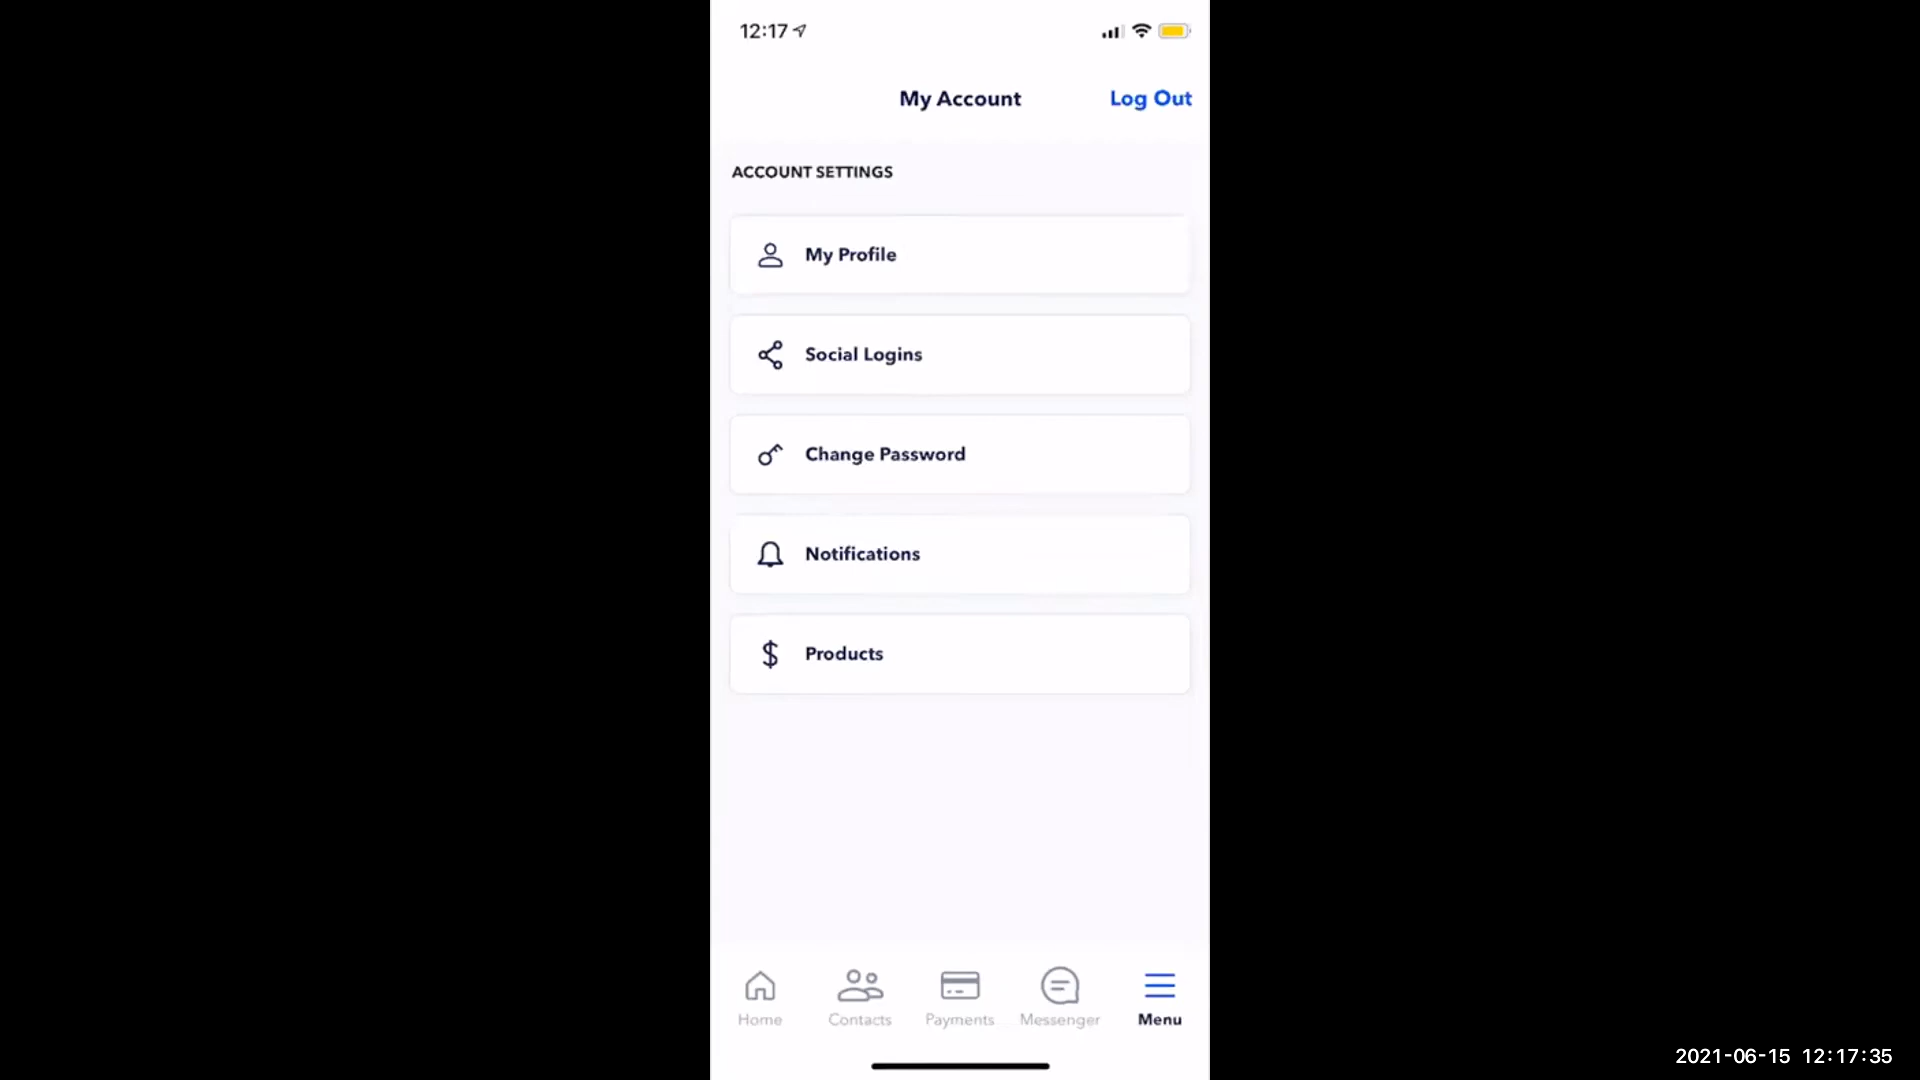 12:17
My Account
Log Out
ACCOUNT SETTINGS
My Profile
Social Logins
Change Password
Notifications
Products
Home
Contacts
Payments
Messenger
Menu
2021-06-15 12:17:35